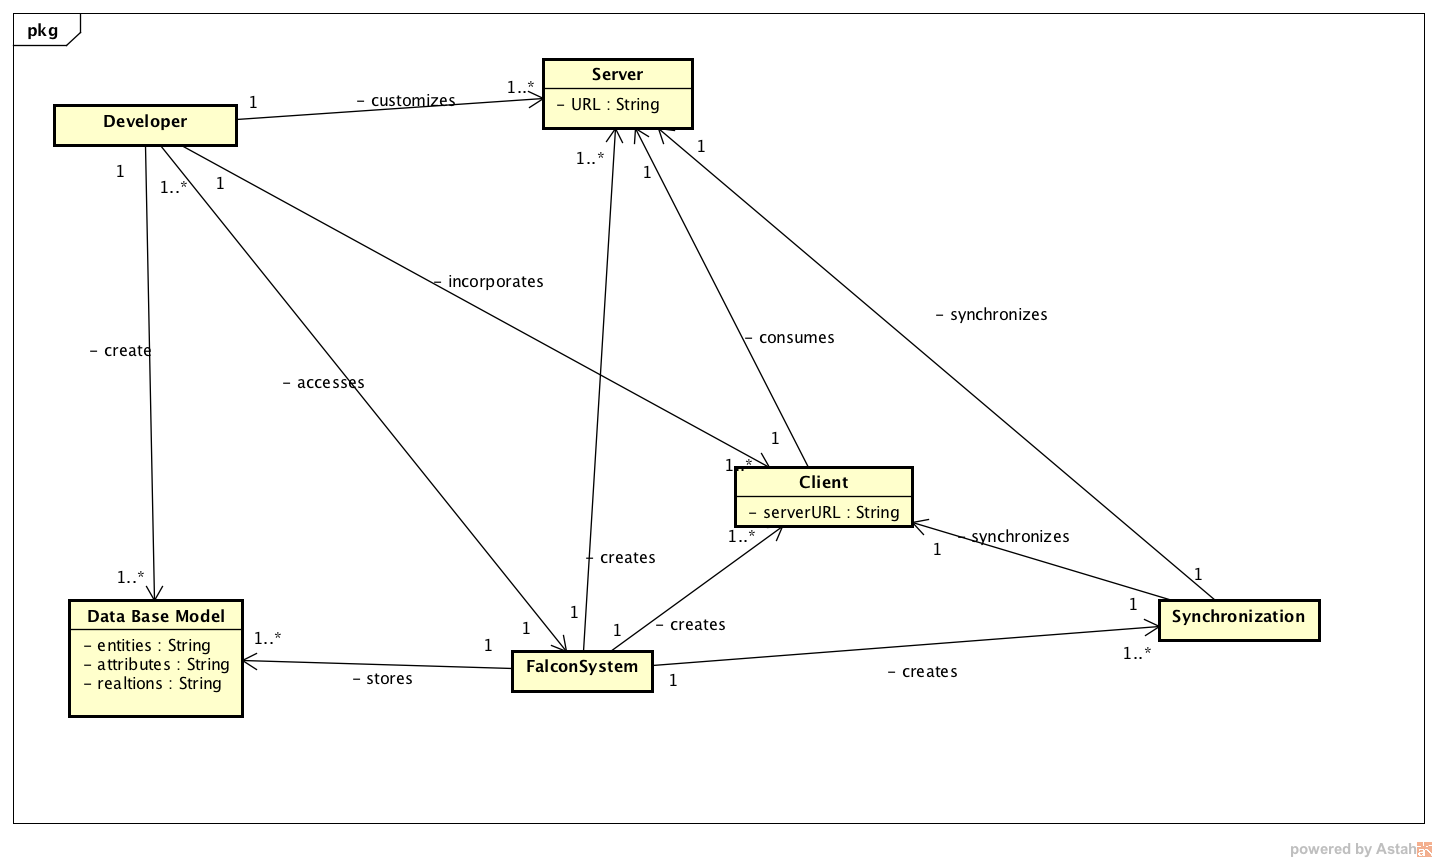 pkg
Server
- URL : String
1..*
- customizes
1
Developer
1
1..*
1
1..*
1
1
- incorporates
- synchronizes
- consumes
- create
- accesses
1
1..*
Client
- serverURL : String
1..*
- synchronizes
1
- creates
1
1..*
1
1
Synchronization
Data Base Model
- entities : String
- attributes : String
- realtions : String
1..*
1
1
1
- creates
1..*
FalconSystem
- stores
1
- creates
powered by Astah